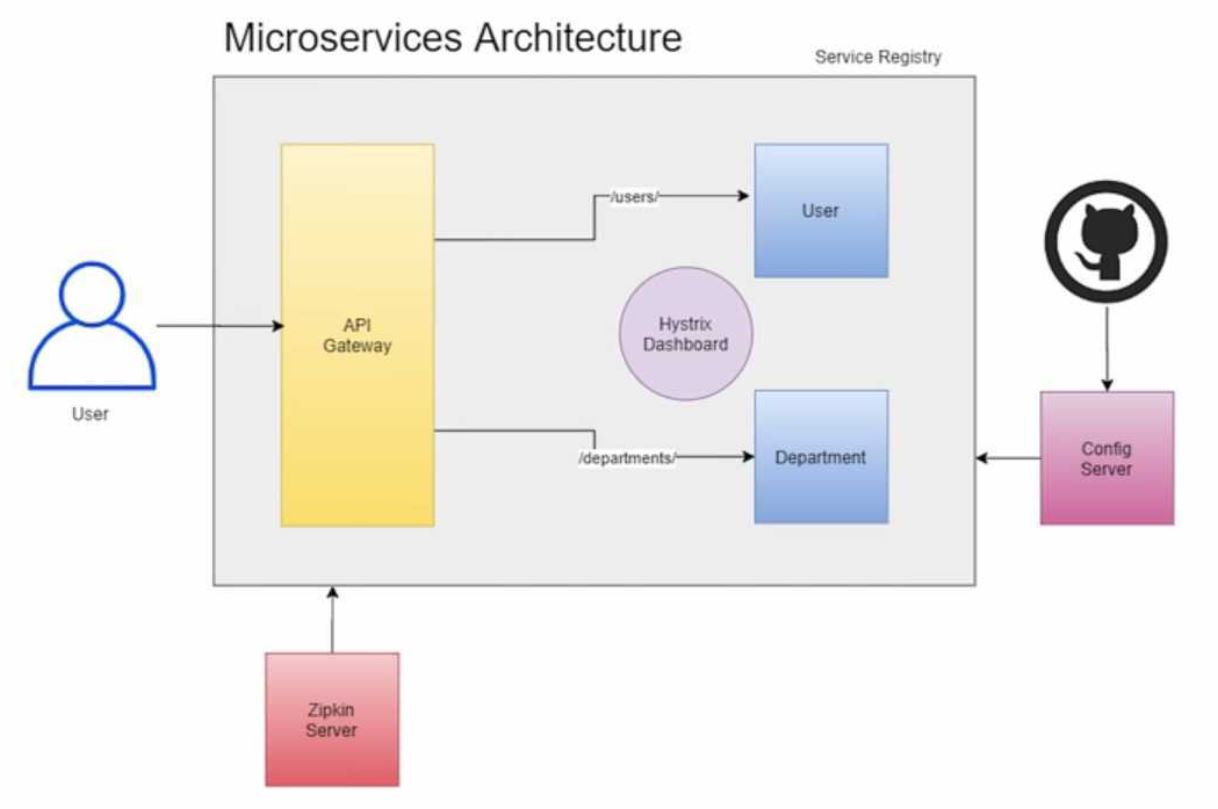 Microservices Architecture
Service Registry
/users/
User
API
Gateway
Hystrix
Dashboard
User
/departments/
Department
Config
Server
Zipkin
Server